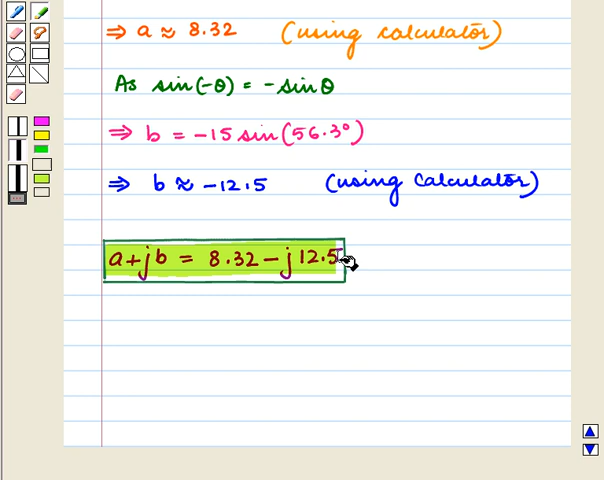 ⇒ a ≈ 8.32 (using calculator)
As sin(-θ) = -sinθ
⇒ b = -15 sin(56.3°)
⇒ b ≈ -12.5 (using calculator)
a+jb = 8.32 - j12.5